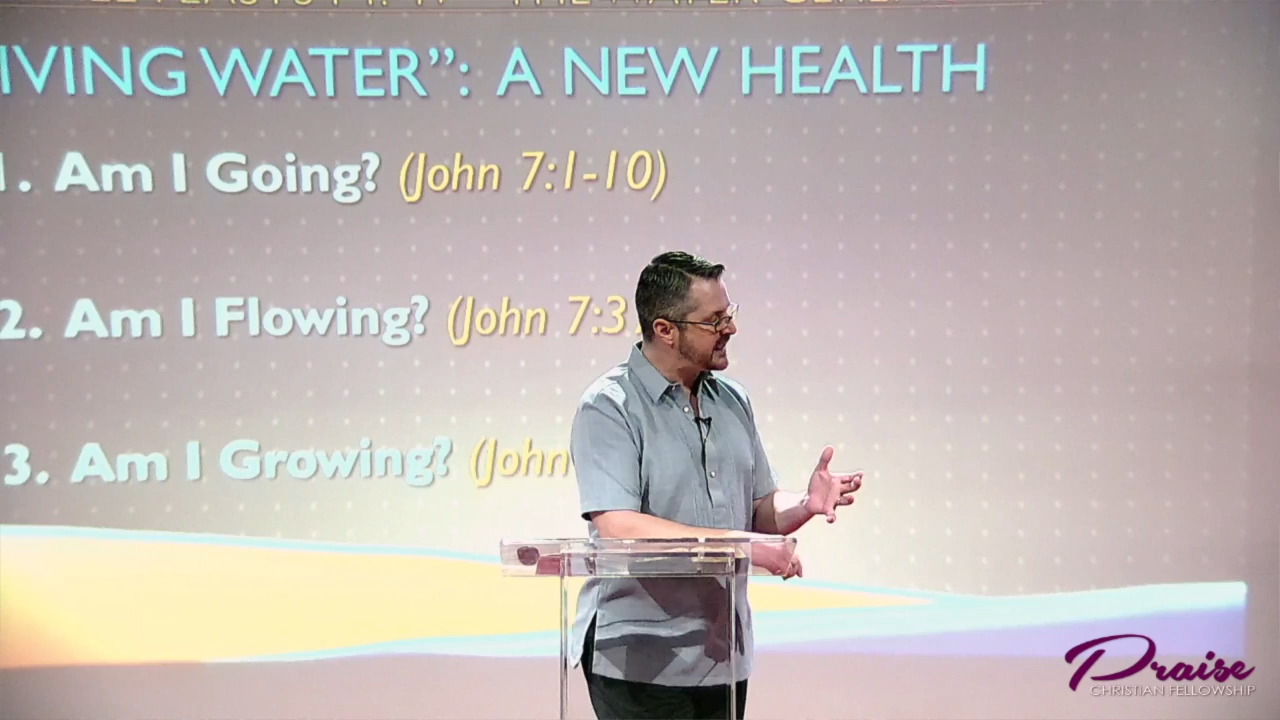 IVING WATER”: A NEW HEALTH
1. Am I Going? (John 7:1-10)
2. Am I Flowing? (John 7:3
3. Am I Growing? (John
Praise
CHRISTIAN FELLOWSHIP